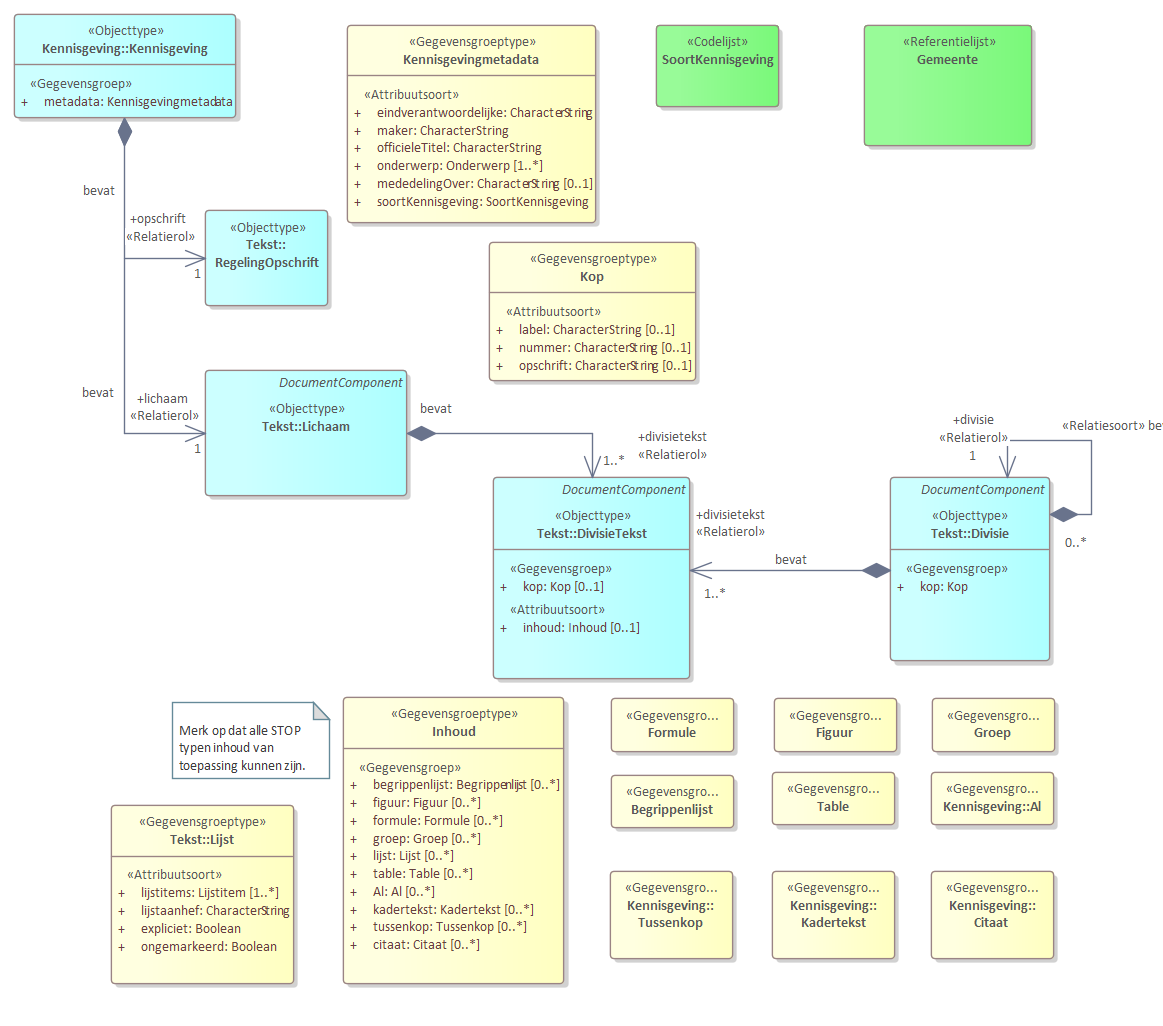 «Objecttype»
Kennisgeving::Kennisgeving
«Gegevensgroep»
+ metadata: Kennisgevingmetadata
«Gegevensgroeptype»
Kennisgevingmetadata
«Attribuutsoort»
+ eindverantwoordelijke: CharacterString
+ maker: CharacterString
+ officieleTitel: CharacterString
+ onderwerp: Onderwerp [1..*]
+ mededelingOver: CharacterString [0..1]
+ soortKennisgeving: SoortKennisgeving
«Codelijst»
SoortKennisgeving
«Referentielijst»
Gemeente
bevat
+opschrift
«Relatierol»
1
«Objecttype»
Tekst::
RegelingOpschrift
«Gegevensgroeptype»
Kop
«Attribuutsoort»
+ label: CharacterString [0..1]
+ nummer: CharacterString [0..1]
+ opschrift: CharacterString [0..1]
bevat
+lichaam
«Relatierol»
1
DocumentComponent
«Objecttype»
Tekst::Lichaam
bevat
+divisietekst
«Relatierol»
1..*
+divisie
«Relatierol»
1
«Relatiesoort» be
0..*
DocumentComponent
«Objecttype»
Tekst::DivisieTekst
«Gegevensgroep»
+ kop: Kop [0..1]
«Attribuutsoort»
+ inhoud: Inhoud [0..1]
+divisietekst
«Relatierol»
bevat
1..*
DocumentComponent
«Objecttype»
Tekst::Divisie
«Gegevensgroep»
+ kop: Kop
Merk op dat alle STOP
typen inhoud van
toepassing kunnen zijn.
«Gegevensgroeptype»
Inhoud
«Gegevensgroep»
+ begrippenlijst: Begrippenlijst [0..*]
+ figuur: Figuur [0..*]
+ formule: Formule [0..*]
+ groep: Groep [0..*]
+ lijst: Lijst [0..*]
+ table: Table [0..*]
+ Al: Al [0..*]
+ kadertekst: Kadertekst [0..*]
+ tussenkop: Tussenkop [0..*]
+ citaat: Citaat [0..*]
«Gegevensgroeptype»
Tekst::Lijst
«Attribuutsoort»
+ lijstitems: Lijstitem [1..*]
+ lijstaanhef: CharacterString
+ expliciet: Boolean
+ ongemarkeerd: Boolean
«Gegevensgro...
Formule
«Gegevensgro...
Figuur
«Gegevensgro...
Groep
«Gegevensgro...
Begrippenlijst
«Gegevensgro...
Table
«Gegevensgro...
Kennisgeving::Al
«Gegevensgro...
Kennisgeving::
Tussenkop
«Gegevensgro...
Kennisgeving::
Kadertekst
«Gegevensgro...
Kennisgeving::
Citaat